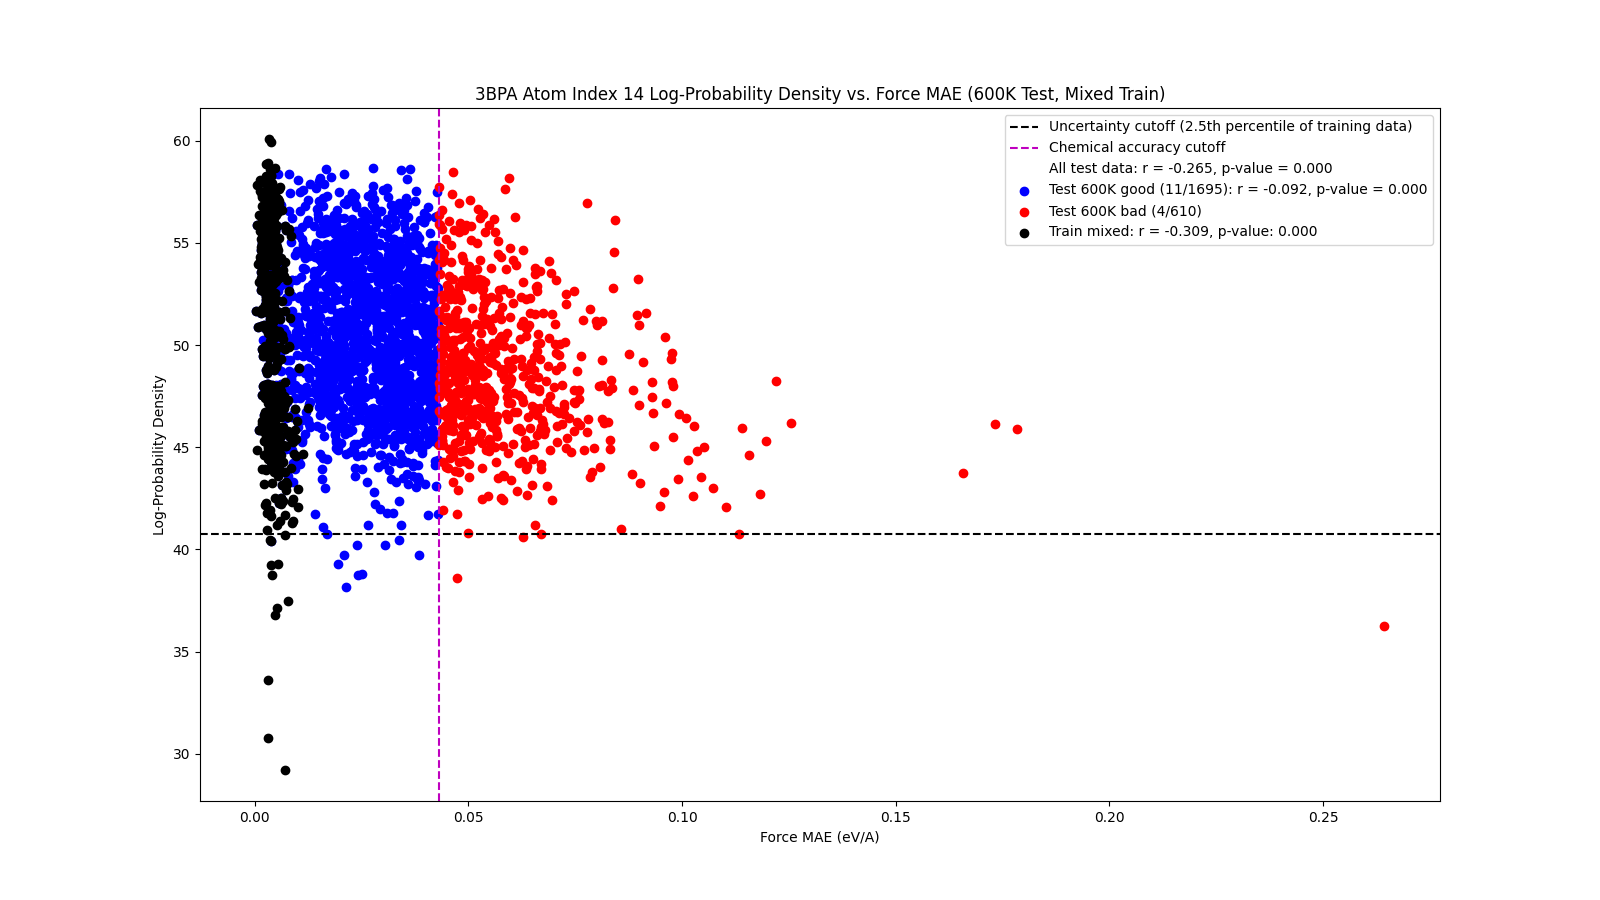 3BPA Atom Index 14 Log-Probability Density vs. Force MAE (600K Test, Mixed Train)
Uncertainty cutoff (2.5th percentile of training data)
Chemical accuracy cutoff
All test data: r = -0.265, p-value = 0.000
Test 600K good (11/1695): r = -0.092, p-value = 0.000
Test 600K bad (4/610)
Train mixed: r = -0.309, p-value: 0.000
Log-Probability Density
60
55
50
45
40
35
30
0.00
0.05
0.10
0.15
0.20
0.25
Force MAE (eV/A)